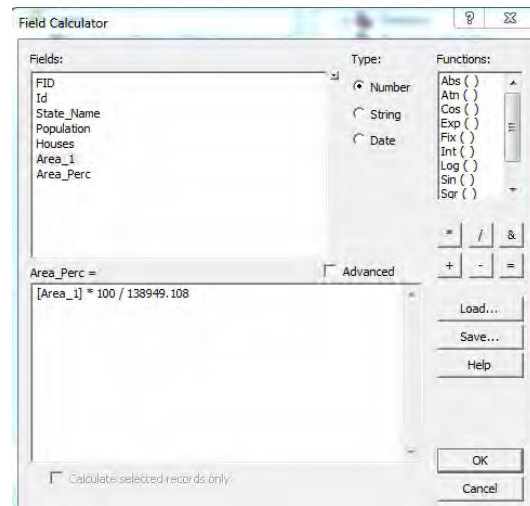 Field Calculator
Fields:
FID
Id
State_Name
Population
Houses
Area_1
Area_Perc
Type:
Number
String
Date
Functions:
Abs ( )
Atn ( )
Cos ( )
Exp ( )
Fix ( )
Int ( )
Log ( )
Sin ( )
Sqr ( )
* / &
+ - =
Area_Perc =
Advanced
[Area_1] * 100 / 138949.108
Load...
Save...
Help
Calculate selected records only
OK
Cancel